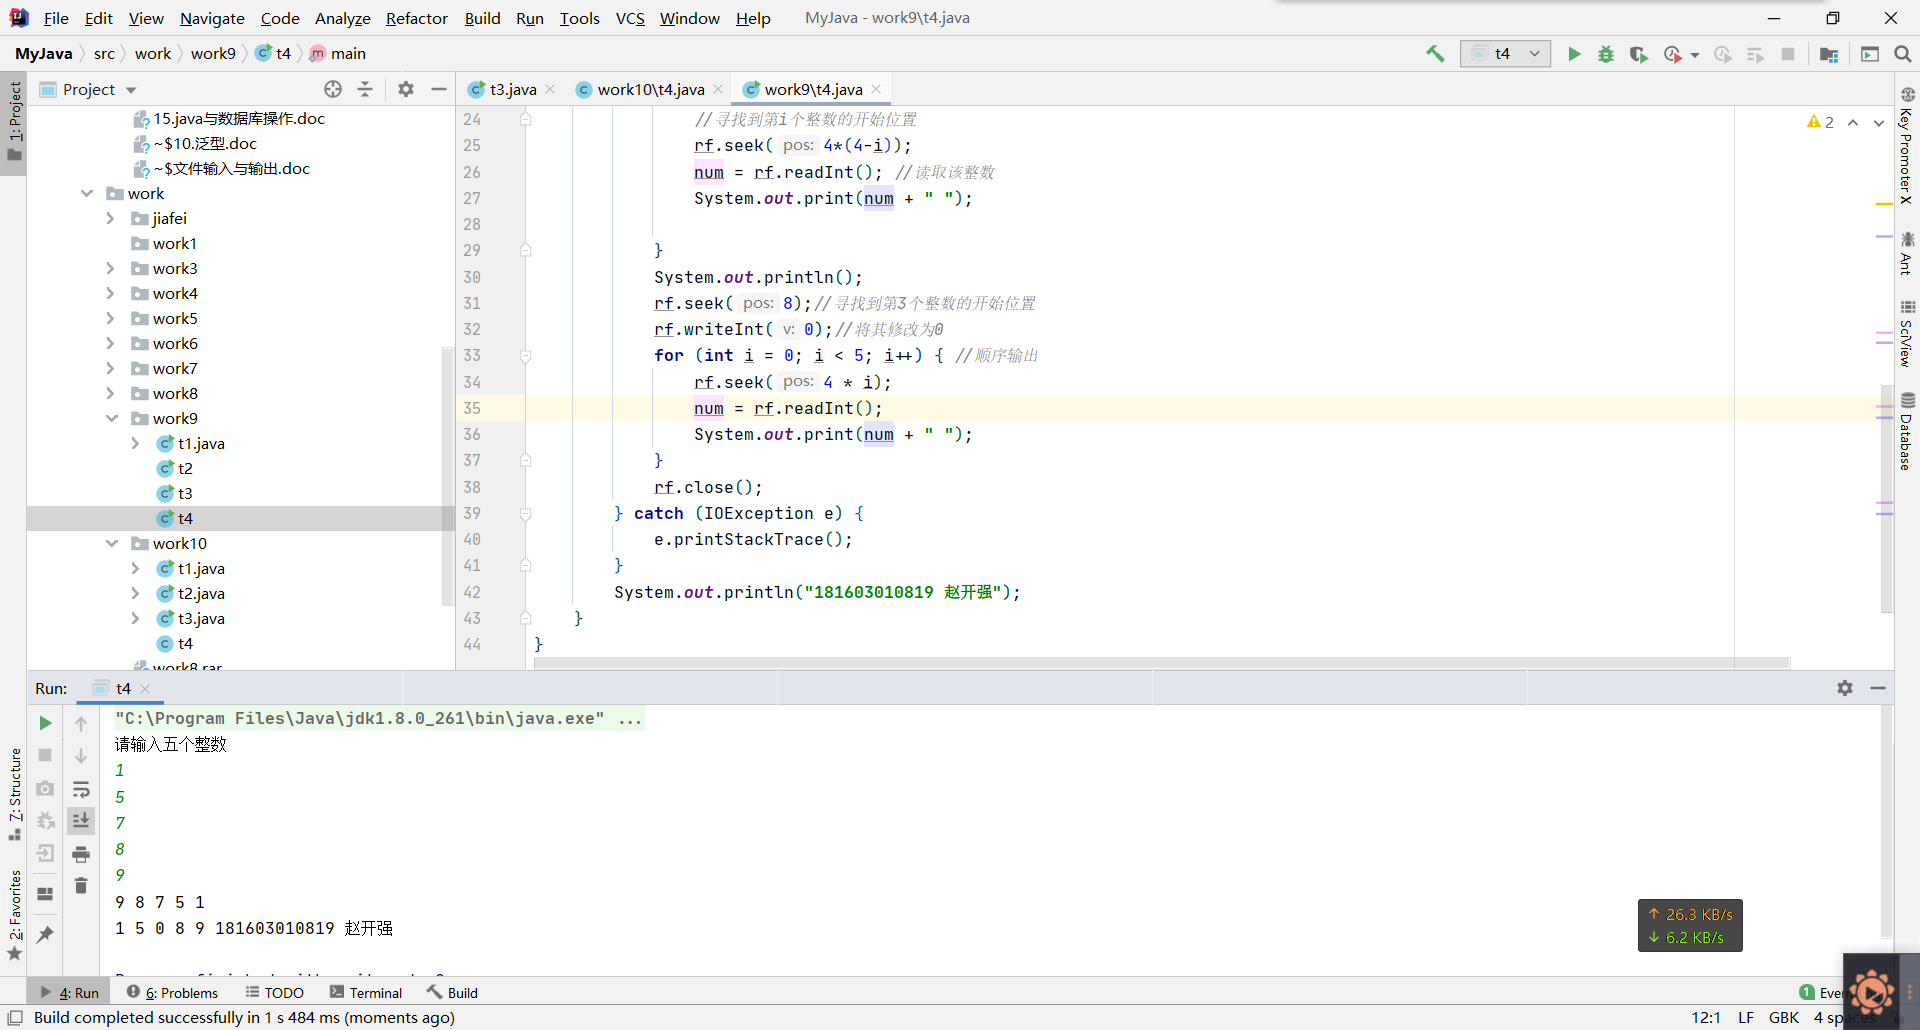 File Edit View Navigate Code Analyze Refactor Build Run Tools VCS Window Help MyJava - work9\t4.java
MyJava src work work9 t4 main
t4
Project
t3.java work10\t4.java work9\t4.java
1: Project
15.java与数据库操作.doc
~$10.泛型.doc
~$文件输入与输出.doc
work
jiafei
work1
work3
work4
work5
work6
work7
work8
work9
t1.java
t2
t3
t4
work10
t1.java
t2.java
t3.java
t4
work8.rar
24 //寻找到第i个整数的开始位置
25 rf.seek( pos: 4*(4-i));
26 num = rf.readInt(); //读取该整数
27 System.out.print(num + " ");
28
29 }
30 System.out.println();
31 rf.seek( pos: 8);//寻找到第3个整数的开始位置
32 rf.writeInt( v: 0);//将其修改为0
33 for (int i = 0; i < 5; i++) { //顺序输出
34 rf.seek( pos: 4 * i);
35 num = rf.readInt();
36 System.out.print(num + " ");
37 }
38 rf.close();
39 } catch (IOException e) {
40 e.printStackTrace();
41 }
42 System.out.println("181603010819 赵开强");
43 }
44 }
2
Key Promoter X
Ant
SciView
Database
Run: t4
7: Structure
2: Favorites
"C:\Program Files\Java\jdk1.8.0_261\bin\java.exe" ...
请输入五个整数
1
5
7
8
9
9 8 7 5 1
1 5 0 8 9 181603010819 赵开强
↑ 26.3 KB/s
↓ 6.2 KB/s
4: Run 6: Problems TODO Terminal Build 1 Even
Build completed successfully in 1 s 484 ms (moments ago) 12:1 LF GBK 4 spaces